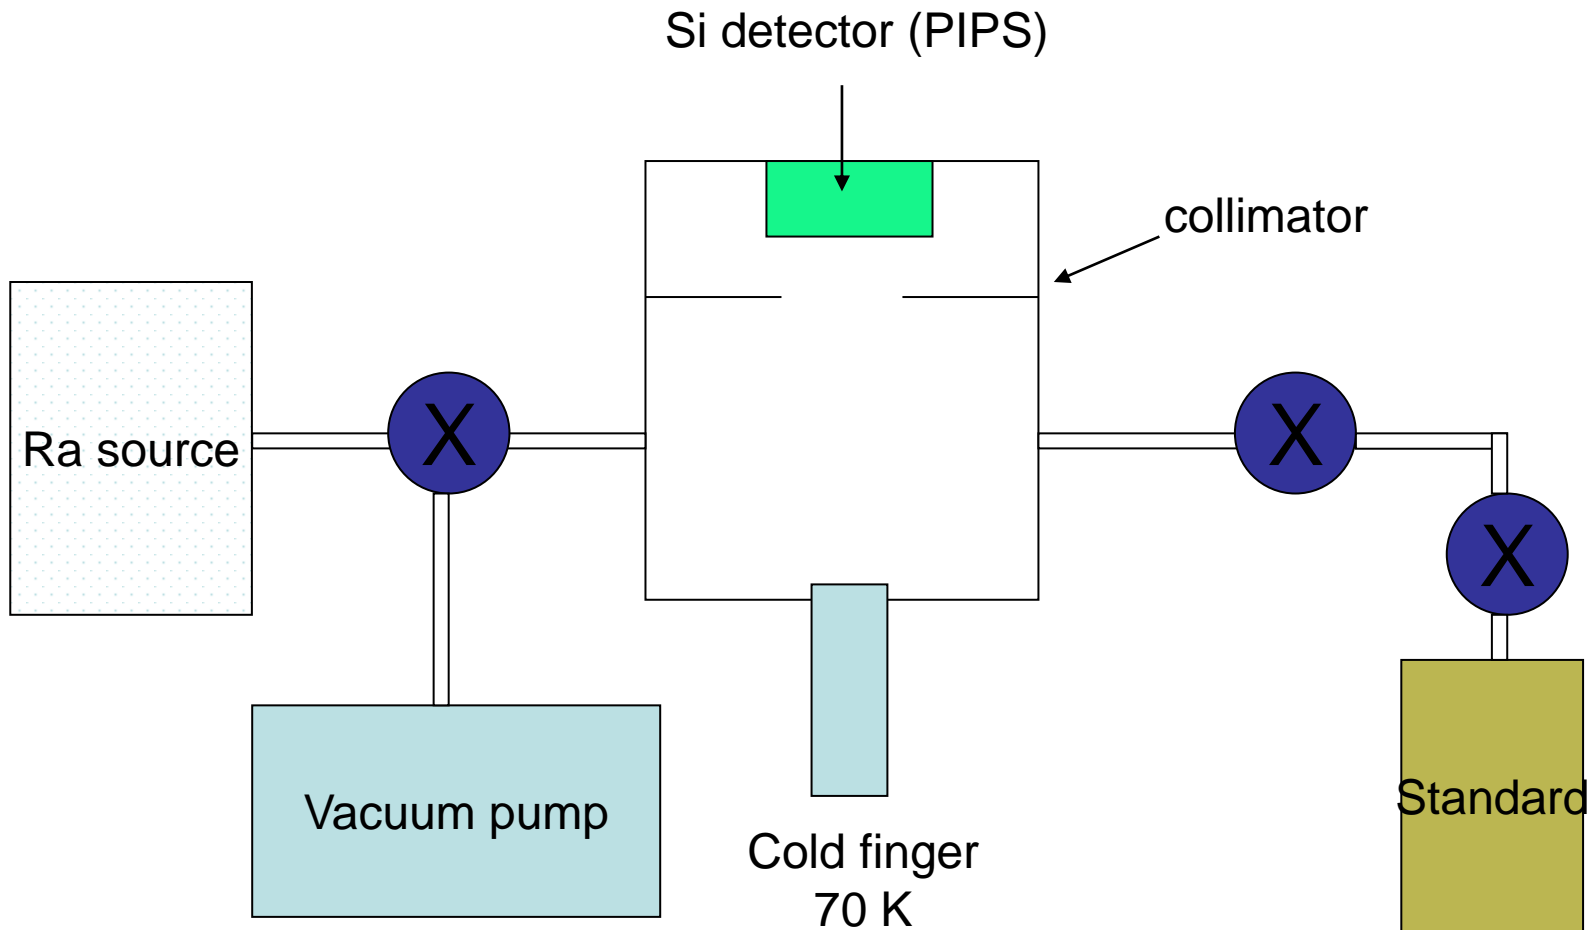 Si detector (PIPS)
collimator
Ra source
X
X
X
Vacuum pump
Standard
Cold finger
70 K